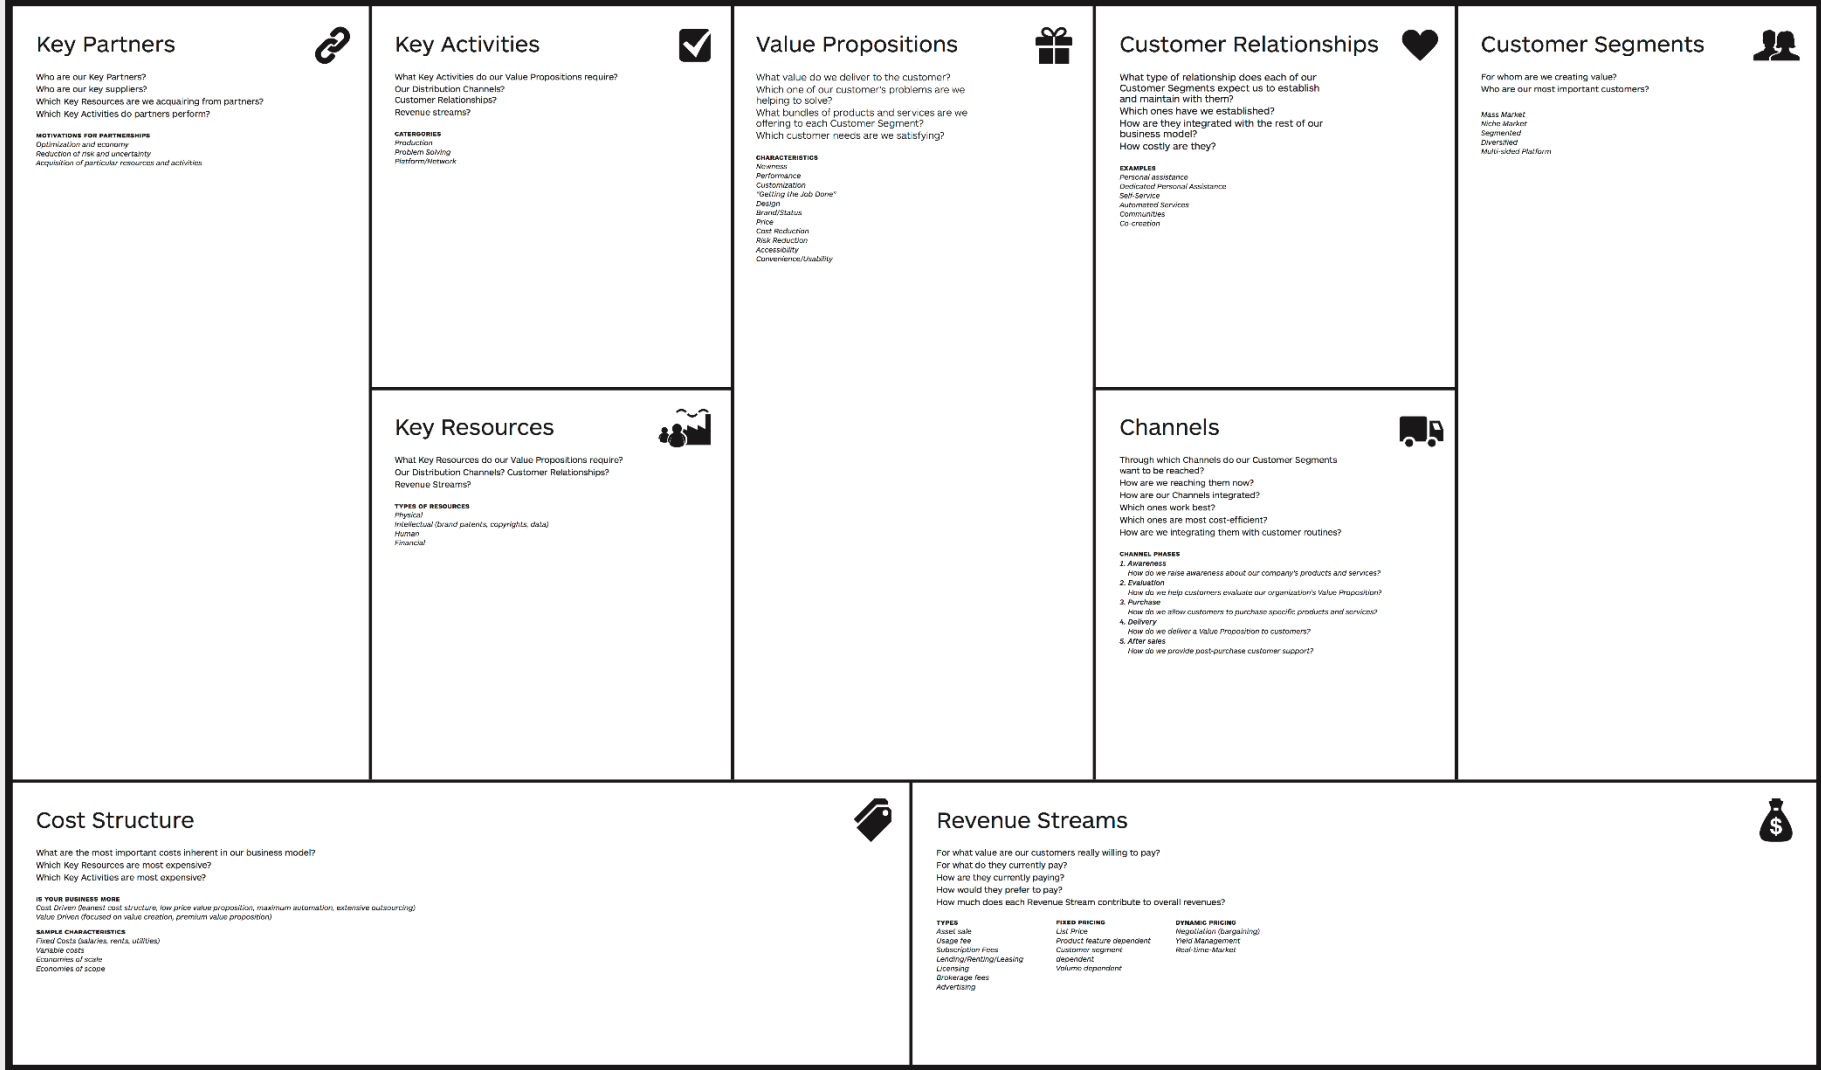 Key Partners
Who are our Key Partners?
Who are our key suppliers?
Which Key Resources are we acquairing from partners?
Which Key Activities do partners perform?
MOTIVATIONS FOR PARTNERSHIPS
Optimization and economy
Reduction of risk and uncertainty
Acquisition of particular resources and activities
Key Activities
What Key Activities do our Value Propositions require?
Our Distribution Channels?
Customer Relationships?
Revenue streams?
CATERGORIES
Production
Problem Solving
Platform/Network
Key Resources
What Key Resources do our Value Propositions require?
Our Distribution Channels? Customer Relationships?
Revenue Streams?
TYPES OF RESOURCES
Physical
Intellectual (brand patents, copyrights, data)
Human
Financial
Value Propositions
What value do we deliver to the customer?
Which one of our customer's problems are we
helping to solve?
What bundles of products and services are we
offering to each Customer Segment?
Which customer needs are we satisfying?
CHARACTERISTICS
Newness
Performance
Customization
"Getting the Job Done"
Design
Brand/Status
Price
Cost Reduction
Risk Reduction
Accessibility
Convenience/Usability
Customer Relationships
What type of relationship does each of our
Customer Segments expect us to establish
and maintain with them?
Which ones have we established?
How are they integrated with the rest of our
business model?
How costly are they?
EXAMPLES
Personal assistance
Dedicated Personal Assistance
Self-Service
Automated Services
Communities
Co-creation
Channels
Through which Channels do our Customer Segments
want to be reached?
How are we reaching them now?
How are our Channels integrated?
Which ones work best?
Which ones are most cost-efficient?
How are we integrating them with customer routines?
CHANNEL PHASES
1. Awareness
How do we raise awareness about our company's products and services?
2. Evaluation
How do we help customers evaluate our organization's Value Proposition?
3. Purchase
How do we allow customers to purchase specific products and services?
4. Delivery
How do we deliver a Value Proposition to customers?
5. After sales
How do we provide post-purchase customer support?
Customer Segments
For whom are we creating value?
Who are our most important customers?
Mass Market
Niche Market
Segmented
Diversified
Multi-sided Platform
Cost Structure
What are the most important costs inherent in our business model?
Which Key Resources are most expensive?
Which Key Activities are most expensive?
IS YOUR BUSINESS MORE
Cost Driven (leanest cost structure, low price value proposition, maximum automation, extensive outsourcing)
Value Driven (focused on value creation, premium value proposition)
SAMPLE CHARACTERISTICS
Fixed Costs (salaries, rents, utilities)
Variable costs
Economies of scale
Economies of scope
Revenue Streams
For what value are our customers really willing to pay?
For what do they currently pay?
How are they currently paying?
How would they prefer to pay?
How much does each Revenue Stream contribute to overall revenues?
TYPES
Asset sale
Usage fee
Subscription Fees
Lending/Renting/Leasing
Licensing
Brokerage fees
Advertising
FIXED PRICING
List Price
Product feature dependent
Customer segment
dependent
Volume dependent
DYNAMIC PRICING
Negotiation (bargaining)
Yield Management
Real-time-Market
$